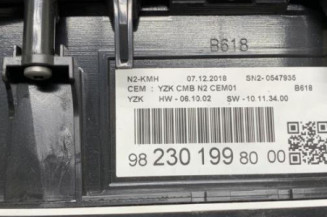 B618
N2-KMH 07.12.2018 SN2- 0547935
CEM : YZK CMB N2 CEM01 B618
YZK HW - 06.10.02 SW - 10.11.34.00
98 230 199 80 00